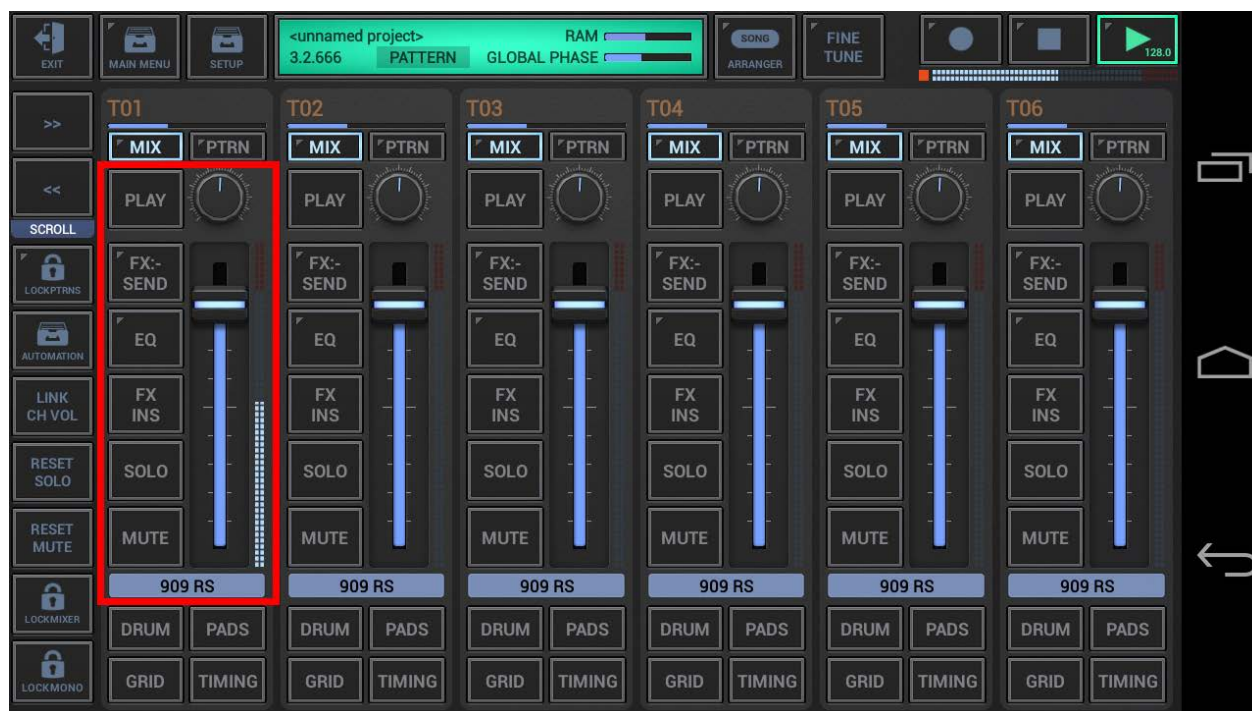 EXIT
MAIN MENU
SETUP
<unnamed project>
RAM
3.2.666
PATTERN
GLOBAL PHASE
SONG
ARRANGER
FINE
TUNE
128.0
>>
<<
SCROLL
LOCKPTRNS
AUTOMATION
LINK
CH VOL
RESET
SOLO
RESET
MUTE
LOCKMIXER
LOCKMONO
T01
MIX
PTRN
PLAY
FX:-
SEND
EQ
FX
INS
SOLO
MUTE
909 RS
DRUM
PADS
GRID
TIMING
T02
MIX
PTRN
PLAY
FX:-
SEND
EQ
FX
INS
SOLO
MUTE
909 RS
DRUM
PADS
GRID
TIMING
T03
MIX
PTRN
PLAY
FX:-
SEND
EQ
FX
INS
SOLO
MUTE
909 RS
DRUM
PADS
GRID
TIMING
T04
MIX
PTRN
PLAY
FX:-
SEND
EQ
FX
INS
SOLO
MUTE
909 RS
DRUM
PADS
GRID
TIMING
T05
MIX
PTRN
PLAY
FX:-
SEND
EQ
FX
INS
SOLO
MUTE
909 RS
DRUM
PADS
GRID
TIMING
T06
MIX
PTRN
PLAY
FX:-
SEND
EQ
FX
INS
SOLO
MUTE
909 RS
DRUM
PADS
GRID
TIMING